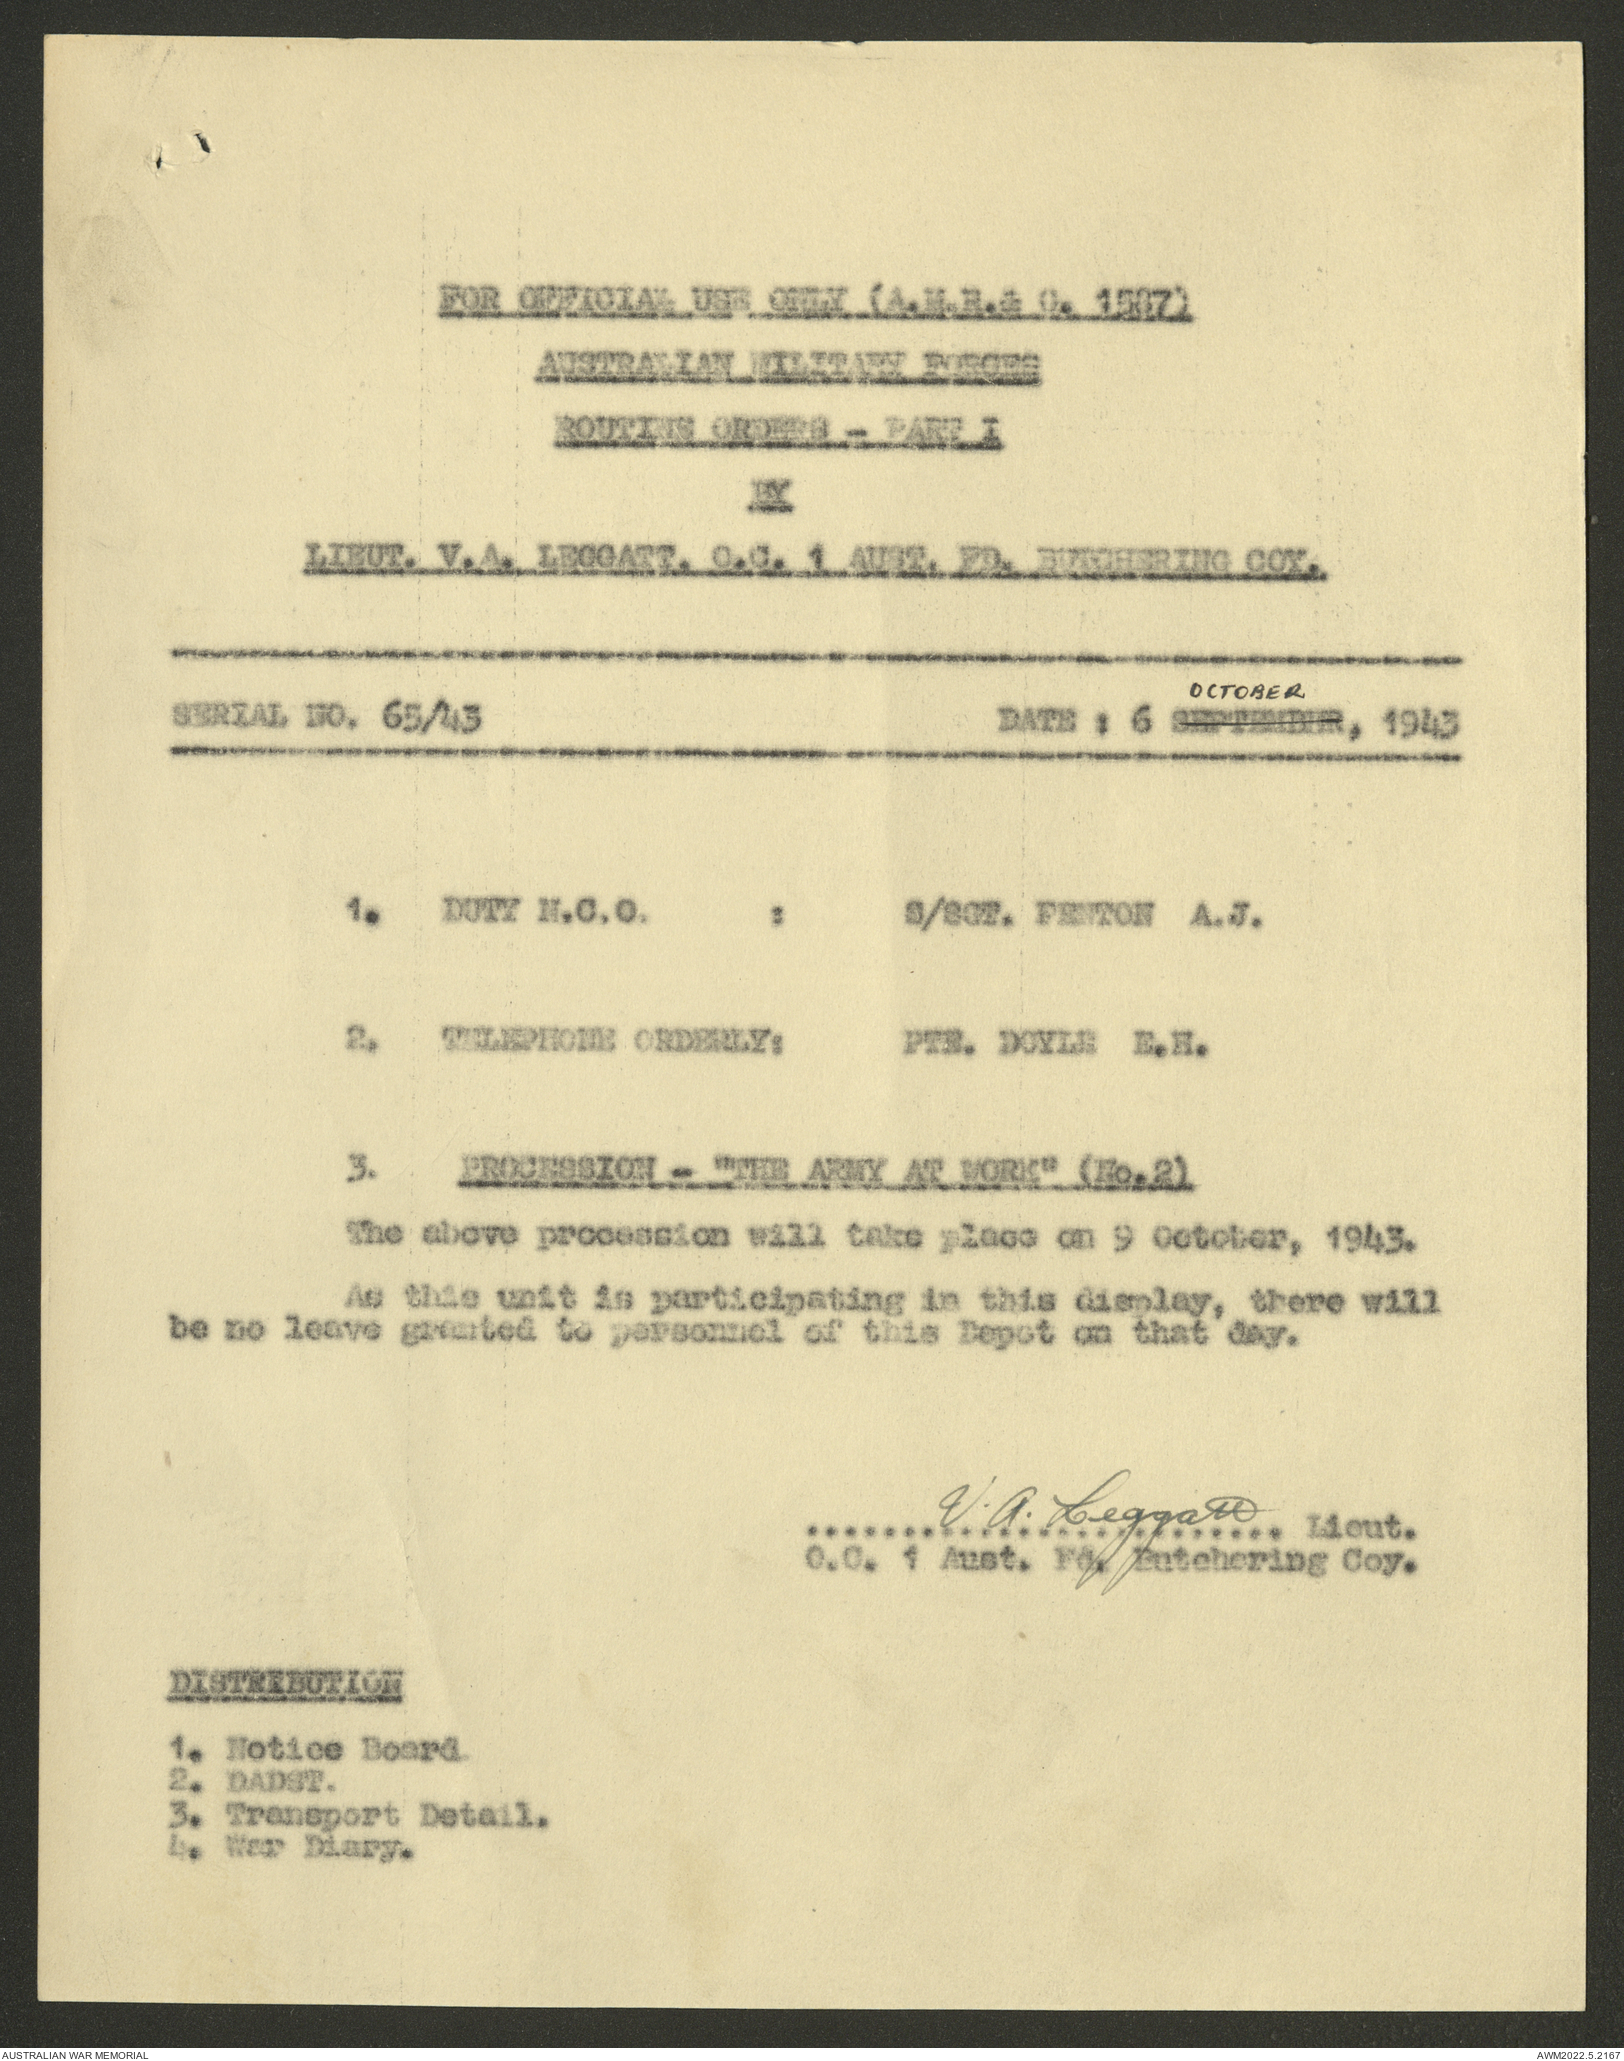 FOR OFFICIAL USE ONLY (A.M.R.& O. 1587)
AUSTRALIAN MILITARY FORCES
ROUTINE ORDERS - PART I
BY
LIEUT. V.A. LEGGATT. O.C. 1 AUST. FD. BUTCHERING COY.
OCTOBER
SERIAL NO. 65/43 DATE : 6 SEPTEMBER, 1943
1. DUTY N.C.O. : S/SGT. FENTON A.J.
2. TELEPHONE ORDERLY: PTE. DOYLE E.H.
3. PROCESSION - "THE ARMY AT WORK" (No.2)
The above procession will take place on 9 October, 1943.
As this unit is participating in this display, there will
be no leave granted to personnel of this Depot on that day.
V. A. Leggatt
........................ Lieut.
O.C. 1 Aust. Fd. Butchering Coy.
DISTRIBUTION
1. Notice Board
2. DADST.
3. Transport Detail.
4. War Diary.
AUSTRALIAN WAR MEMORIAL AWM2022.5.2167